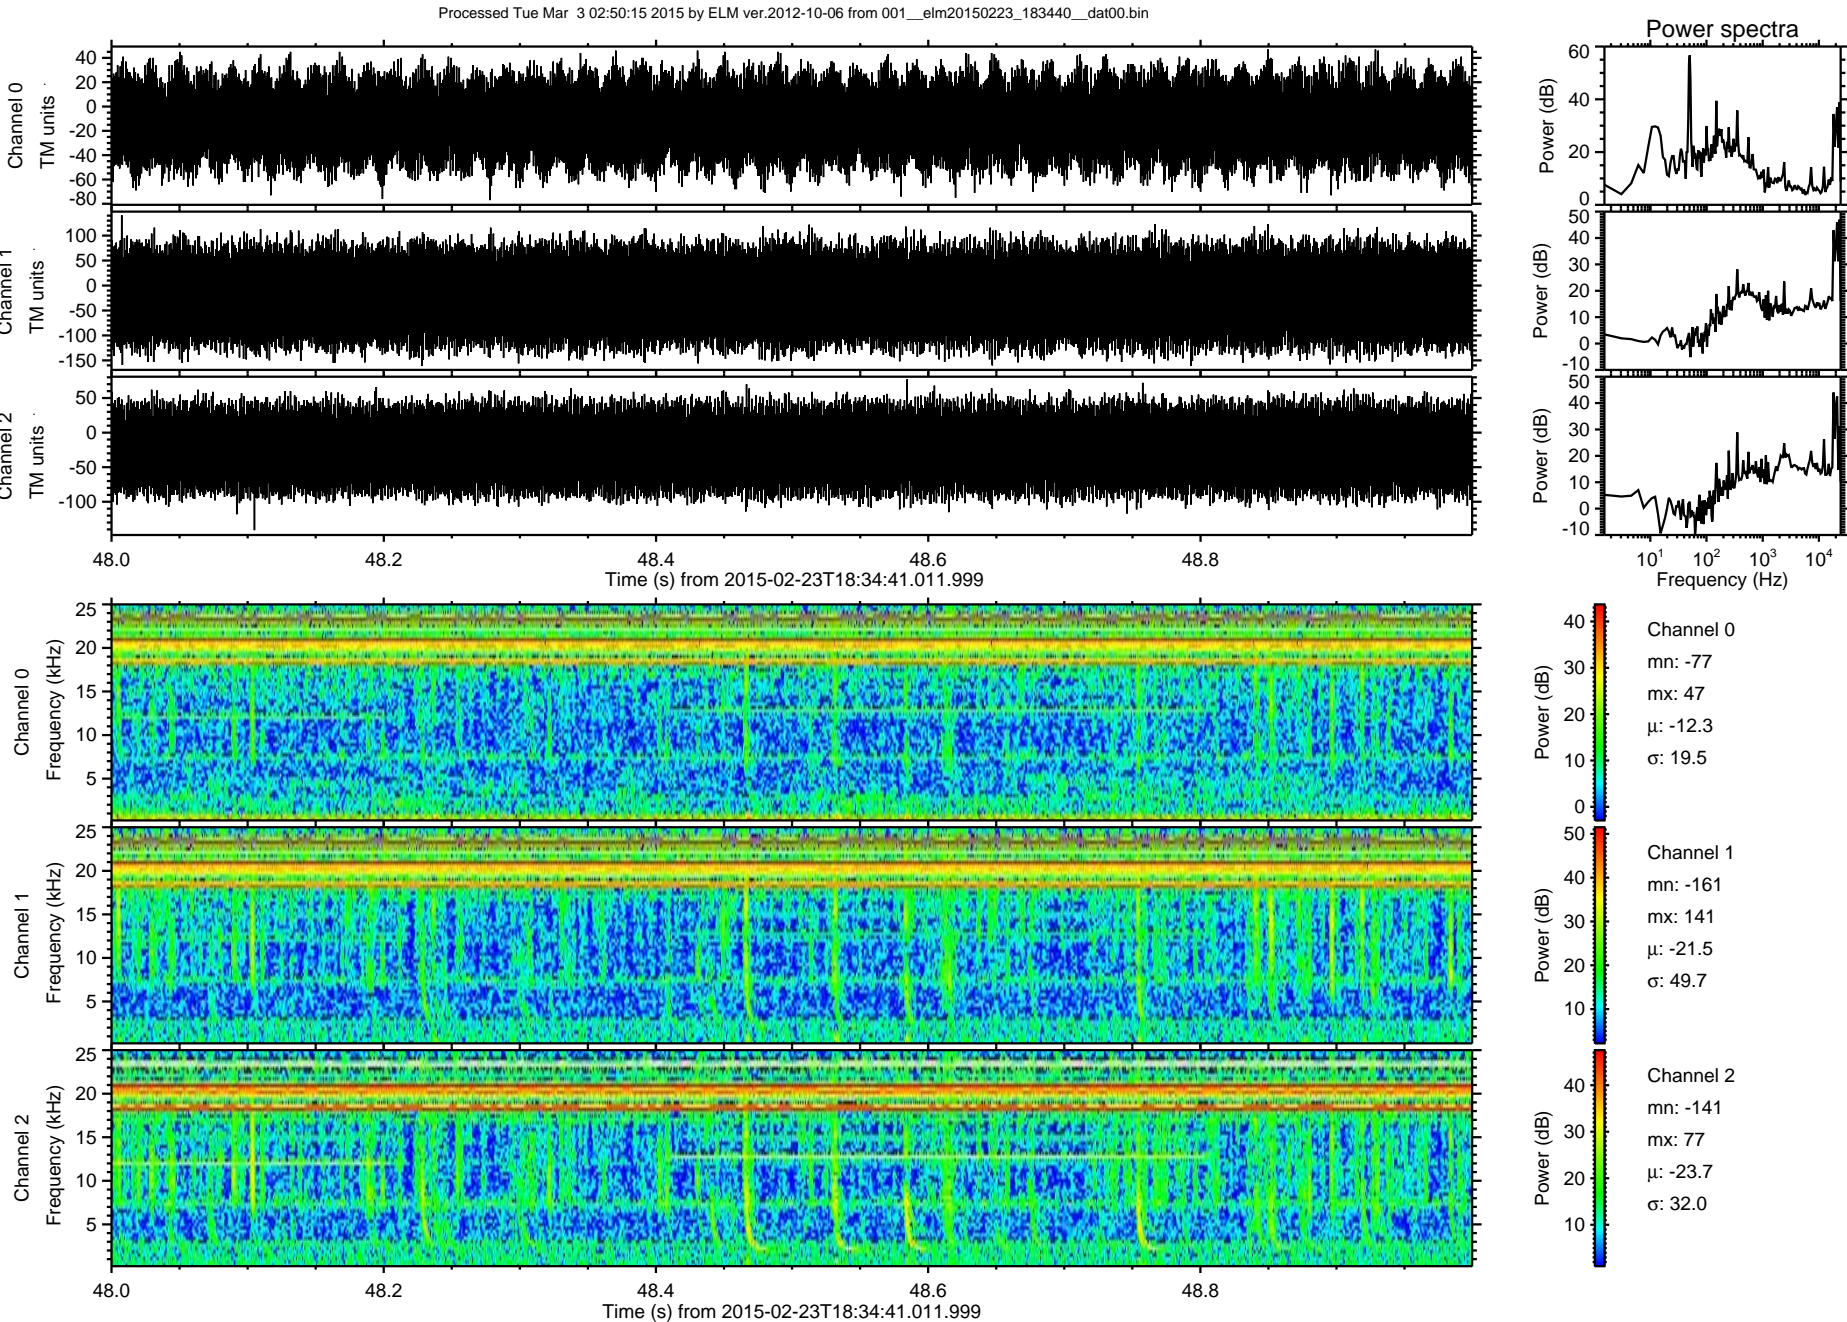 Processed Tue Mar  3 02:50:15 2015 by ELM ver.2012-10-06 from 001__elm20150223_183440__dat00.bin
Power spectra
Channel 0
TM units
40
20
0
-20
-40
-60
-80
Power (dB)
60
40
20
0
Channel 1
TM units
100
50
0
-50
-100
-150
Power (dB)
50
40
30
20
10
0
-10
Channel 2
TM units
50
0
-50
-100
Power (dB)
50
40
30
20
10
0
-10
48.0 48.2 48.4 48.6 48.8
Time (s) from 2015-02-23T18:34:41.011.999
10^1 10^2 10^3 10^4
Frequency (Hz)
Channel 0
Frequency (kHz)
25
20
15
10
5
Power (dB)
40
30
20
10
0
Channel 0
mn: -77
mx: 47
μ: -12.3
σ: 19.5
Channel 1
Frequency (kHz)
25
20
15
10
5
Power (dB)
50
40
30
20
10
Channel 1
mn: -161
mx: 141
μ: -21.5
σ: 49.7
Channel 2
Frequency (kHz)
25
20
15
10
5
Power (dB)
40
30
20
10
Channel 2
mn: -141
mx: 77
μ: -23.7
σ: 32.0
48.0 48.2 48.4 48.6 48.8
Time (s) from 2015-02-23T18:34:41.011.999